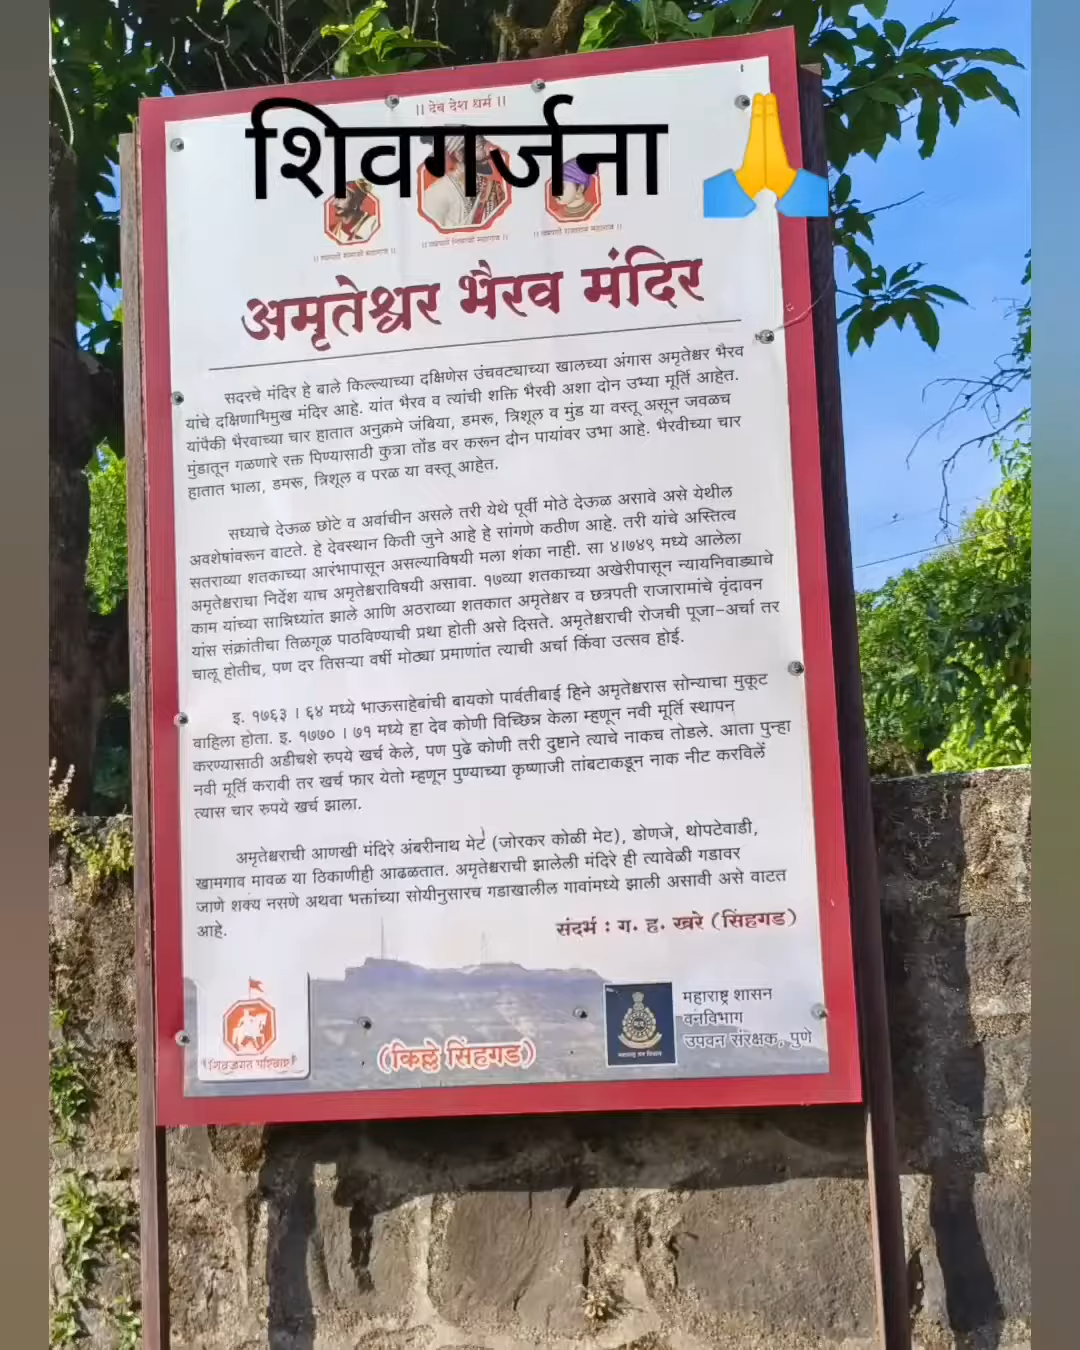 || देव देश धर्म ||
शिवगर्जना 🙏
|| छत्रपती शिवाजी महाराज ||
|| छत्रपती राजाराम महाराज ||
अमृतेश्वर भैरव मंदिर
सदरचे मंदिर हे बाले किल्ल्याच्या दक्षिणेस उंचवट्याच्या खालच्या अंगास अमृतेश्वर भैरव
यांचे दक्षिणाभिमुख मंदिर आहे. यांत भैरव व त्यांची शक्ति भैरवी अशा दोन उभ्या मूर्ति आहेत.
यांपैकी भैरवाच्या चार हातात अनुक्रमे जंबिया, डमरू, त्रिशूल व मुंड या वस्तू असून जवळच
मुंडातून गळणारे रक्त पिण्यासाठी कुत्रा तोंड वर करून दोन पायांवर उभा आहे. भैरवीच्या चार
हातात भाला, डमरू, त्रिशूल व परळ या वस्तू आहेत.
सध्याचे देऊळ छोटे व अर्वाचीन असले तरी येथे पूर्वी मोठे देऊळ असावे असे येथील
अवशेषांवरून वाटते. हे देवस्थान किती जुने आहे हे सांगणे कठीण आहे. तरी यांचे अस्तित्व
सतराव्या शतकाच्या आरंभापासून असल्याविषयी मला शंका नाही. सा ४।७४९ मध्ये आलेला
अमृतेश्वराचा निर्देश याच अमृतेश्वराविषयी असावा. १७व्या शतकाच्या अखेरीपासून न्यायनिवाड्याचे
काम यांच्या सान्निध्यांत झाले आणि अठराव्या शतकात अमृतेश्वर व छत्रपती राजारामांचे वृंदावन
यांस संक्रांतीचा तिळगूळ पाठविण्याची प्रथा होती असे दिसते. अमृतेश्वराची रोजची पूजा-अर्चा तर
चालू होतीच, पण दर तिसऱ्या वर्षी मोठ्या प्रमाणांत त्याची अर्चा किंवा उत्सव होई.
इ. १७६३ । ६४ मध्ये भाऊसाहेबांची बायको पार्वतीबाई हिने अमृतेश्वरास सोन्याचा मुकूट
वाहिला होता. इ. १७७० । ७१ मध्ये हा देव कोणी विच्छिन्न केला म्हणून नवी मूर्ति स्थापन
करण्यासाठी अडीचशे रुपये खर्च केले, पण पुढे कोणी तरी दुष्टाने त्याचे नाकच तोडले. आता पुन्हा
नवी मूर्ति करावी तर खर्च फार येतो म्हणून पुण्याच्या कृष्णाजी तांबटाकडून नाक नीट करविलें
त्यास चार रुपये खर्च झाला.
अमृतेश्वराची आणखी मंदिरे अंबरीनाथ मेटं (जोरकर कोळी मेट), डोणजे, थोपटेवाडी,
खामगाव मावळ या ठिकाणीही आढळतात. अमृतेश्वराची झालेली मंदिरे ही त्यावेळी गडावर
जाणे शक्य नसणे अथवा भक्तांच्या सोयीनुसारच गडाखालील गावांमध्ये झाली असावी असे वाटत
आहे.
संदर्भ : ग. ह. खरे (सिंहगड)
महाराष्ट्र शासन
वनविभाग
उपवन संरक्षक, पुणे
(किल्ले सिंहगड)